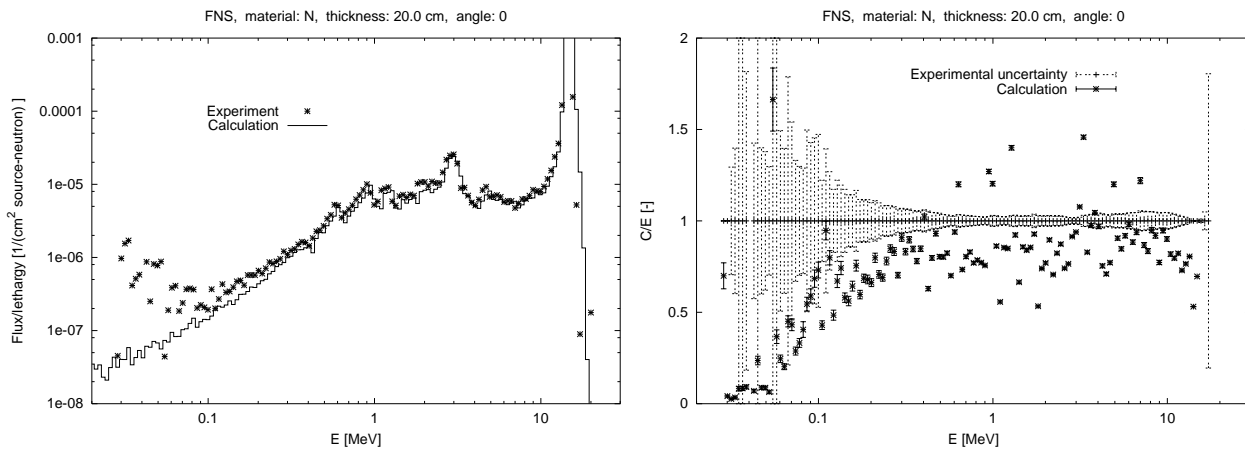 FNS, material: N, thickness: 20.0 cm, angle: 0
0.001
0.0001
1e-05
1e-06
1e-07
1e-08
Flux/lethargy [1/(cm² source-neutron) ]
Experiment
Calculation
0.1
1
10
E [MeV]
FNS, material: N, thickness: 20.0 cm, angle: 0
2
1.5
1
0.5
0
C/E [-]
Experimental uncertainty
Calculation
0.1
1
10
E [MeV]